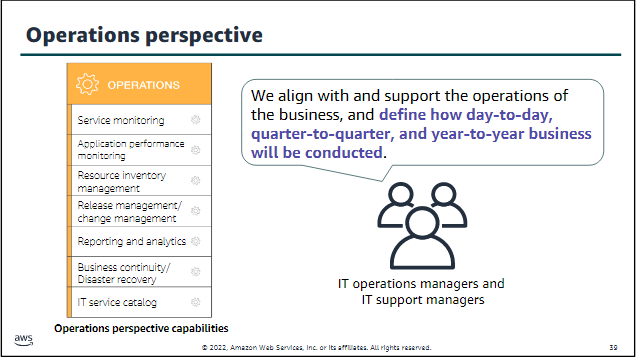 Operations perspective
OPERATIONS
Service monitoring
Application performance
monitoring
Resource inventory
management
Release management/
change management
Reporting and analytics
Business continuity/
Disaster recovery
IT service catalog
Operations perspective capabilities
We align with and support the operations of
the business, and define how day-to-day,
quarter-to-quarter, and year-to-year business
will be conducted.
IT operations managers and
IT support managers
aws
© 2022, Amazon Web Services, Inc. or its affiliates. All rights reserved.
39